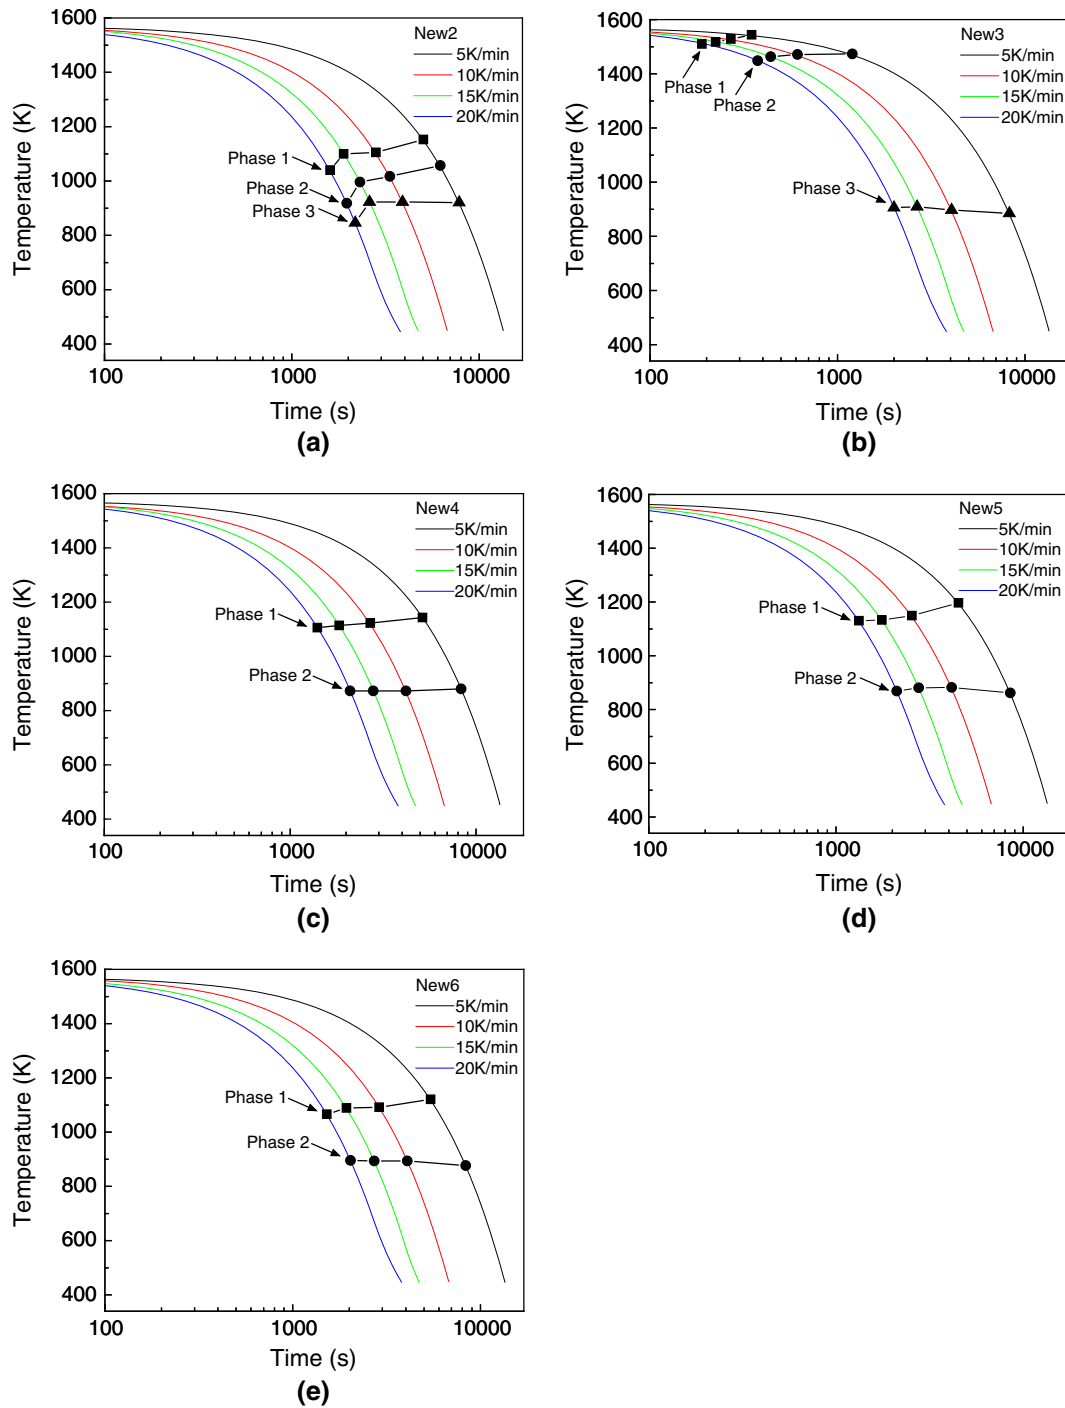 New2
5K/min
10K/min
15K/min
20K/min
1600
1400
1200
1000
800
600
400
Temperature (K)
Phase 1
Phase 2
Phase 3
100
1000
10000
Time (s)
(a)
New3
5K/min
10K/min
15K/min
20K/min
1600
1400
1200
1000
800
600
400
Temperature (K)
Phase 1
Phase 2
Phase 3
100
1000
10000
Time (s)
(b)
New4
5K/min
10K/min
15K/min
20K/min
1600
1400
1200
1000
800
600
400
Temperature (K)
Phase 1
Phase 2
100
1000
10000
Time (s)
(c)
New5
5K/min
10K/min
15K/min
20K/min
1600
1400
1200
1000
800
600
400
Temperature (K)
Phase 1
Phase 2
100
1000
10000
Time (s)
(d)
New6
5K/min
10K/min
15K/min
20K/min
1600
1400
1200
1000
800
600
400
Temperature (K)
Phase 1
Phase 2
100
1000
10000
Time (s)
(e)